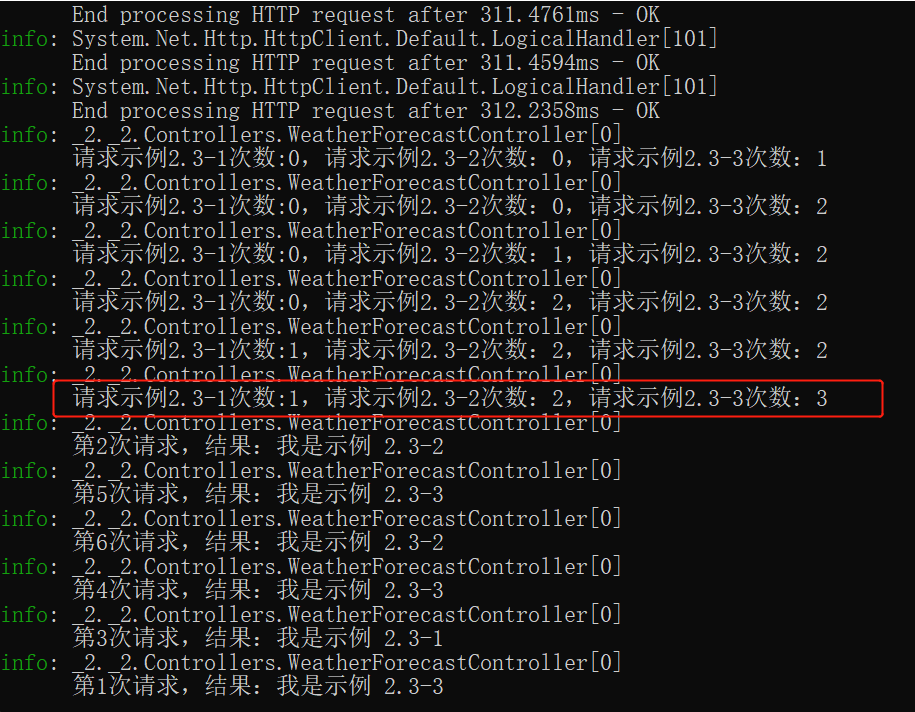 End processing HTTP request after 311.4761ms - OK
info: System.Net.Http.HttpClient.Default.LogicalHandler[101]
End processing HTTP request after 311.4594ms - OK
info: System.Net.Http.HttpClient.Default.LogicalHandler[101]
End processing HTTP request after 312.2358ms - OK
info: _2._2.Controllers.WeatherForecastController[0]
请求示例2.3-1次数:0，请求示例2.3-2次数：0，请求示例2.3-3次数：1
info: _2._2.Controllers.WeatherForecastController[0]
请求示例2.3-1次数:0，请求示例2.3-2次数：0，请求示例2.3-3次数：2
info: _2._2.Controllers.WeatherForecastController[0]
请求示例2.3-1次数:0，请求示例2.3-2次数：1，请求示例2.3-3次数：2
info: _2._2.Controllers.WeatherForecastController[0]
请求示例2.3-1次数:0，请求示例2.3-2次数：2，请求示例2.3-3次数：2
info: _2._2.Controllers.WeatherForecastController[0]
请求示例2.3-1次数:1，请求示例2.3-2次数：2，请求示例2.3-3次数：2
info: _2._2.Controllers.WeatherForecastController[0]
请求示例2.3-1次数:1，请求示例2.3-2次数：2，请求示例2.3-3次数：3
info: _2._2.Controllers.WeatherForecastController[0]
第2次请求，结果：我是示例 2.3-2
info: _2._2.Controllers.WeatherForecastController[0]
第5次请求，结果：我是示例 2.3-3
info: _2._2.Controllers.WeatherForecastController[0]
第6次请求，结果：我是示例 2.3-2
info: _2._2.Controllers.WeatherForecastController[0]
第4次请求，结果：我是示例 2.3-3
info: _2._2.Controllers.WeatherForecastController[0]
第3次请求，结果：我是示例 2.3-1
info: _2._2.Controllers.WeatherForecastController[0]
第1次请求，结果：我是示例 2.3-3